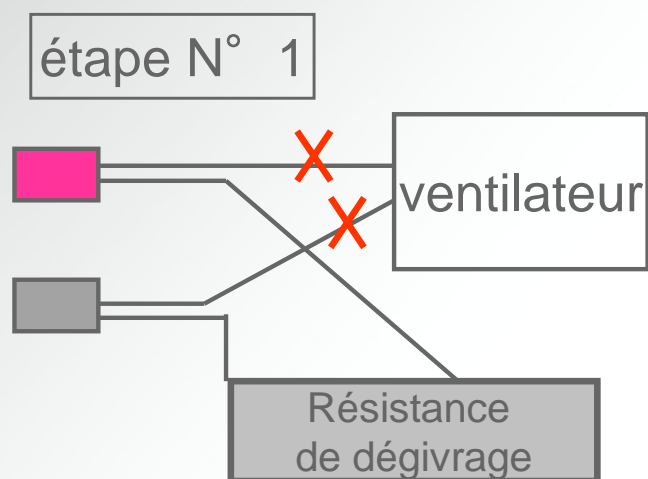 étape N° 1
ventilateur
Résistance
de dégivrage